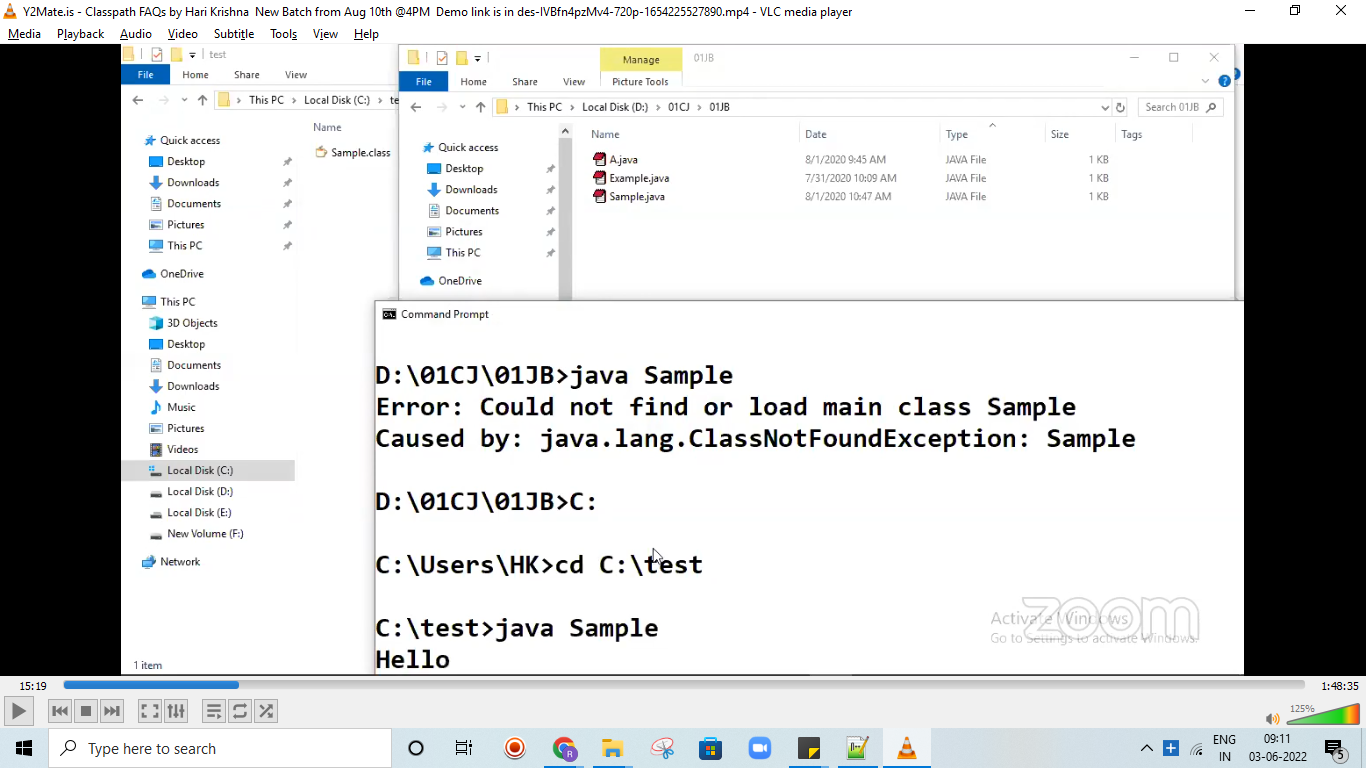 Y2Mate.is - Classpath FAQs by Hari Krishna  New Batch from Aug 10th @4PM  Demo link is in des-lVBfn4pzMv4-720p-1654225527890.mp4 - VLC media player
Media Playback Audio Video Subtitle Tools View Help
test
File Home Share View
This PC > Local Disk (C:) > te
Name
Sample.class
Quick access
Desktop
Downloads
Documents
Pictures
This PC
OneDrive
This PC
3D Objects
Desktop
Documents
Downloads
Music
Pictures
Videos
Local Disk (C:)
Local Disk (D:)
Local Disk (E:)
New Volume (F:)
Network
1 item
Manage 01JB
File Home Share View Picture Tools
This PC > Local Disk (D:) > 01CJ > 01JB Search 01JB
Quick access
Desktop
Downloads
Documents
Pictures
This PC
OneDrive
Name Date Type Size Tags
A.java 8/1/2020 9:45 AM JAVA File 1 KB
Example.java 7/31/2020 10:09 AM JAVA File 1 KB
Sample.java 8/1/2020 10:47 AM JAVA File 1 KB
Command Prompt
D:\01CJ\01JB>java Sample
Error: Could not find or load main class Sample
Caused by: java.lang.ClassNotFoundException: Sample
D:\01CJ\01JB>C:
C:\Users\HK>cd C:\test
C:\test>java Sample
Hello
zoom
Activate Windows
Go to Settings to activate Windows.
15:19 1:48:35
125%
Type here to search
ENG
IN
09:11
03-06-2022
5